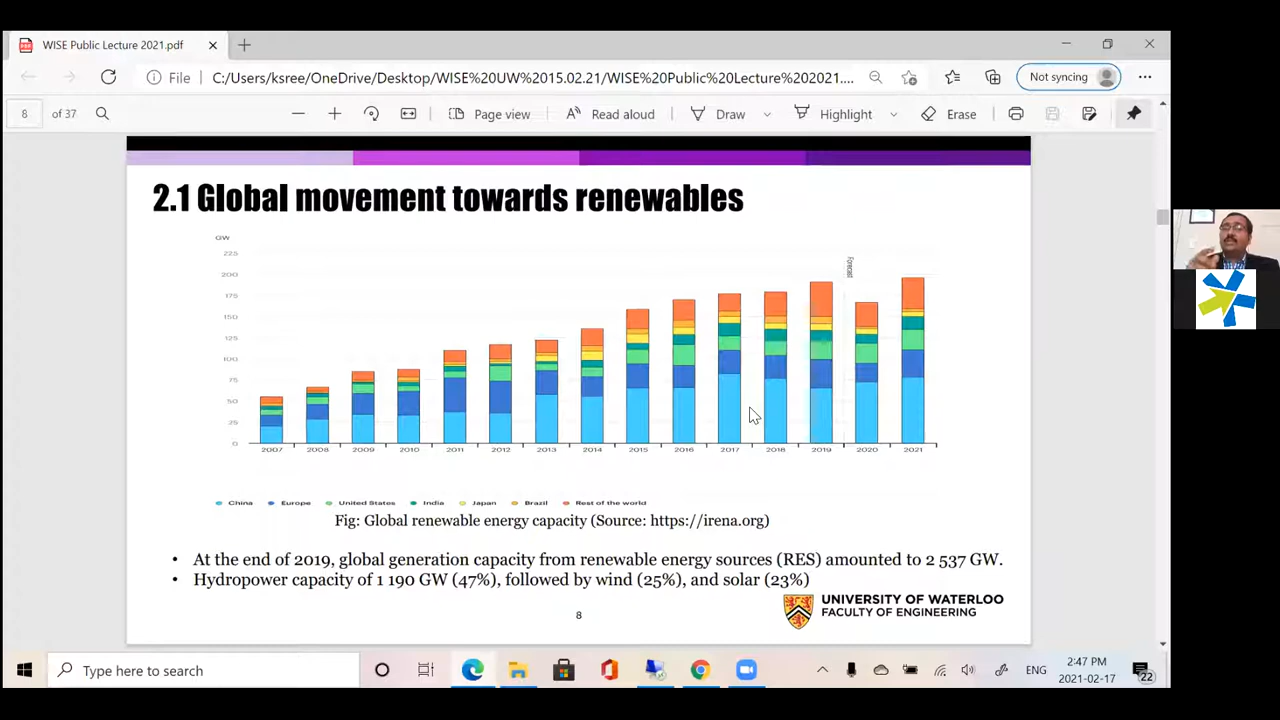 WISE Public Lecture 2021.pdf
File C:/Users/ksree/OneDrive/Desktop/WISE%20UW%2015.02.21/WISE%20Public%20Lecture%202021....
Not syncing
8 of 37
Page view
Read aloud
Draw
Highlight
Erase
2.1 Global movement towards renewables
GW
225
200
175
150
125
100
75
50
25
0
Forecast
2007 2008 2009 2010 2011 2012 2013 2014 2015 2016 2017 2018 2019 2020 2021
China Europe United States India Japan Brazil Rest of the world
Fig: Global renewable energy capacity (Source: https://irena.org)
• At the end of 2019, global generation capacity from renewable energy sources (RES) amounted to 2 537 GW.
• Hydropower capacity of 1 190 GW (47%), followed by wind (25%), and solar (23%)
UNIVERSITY OF WATERLOO
FACULTY OF ENGINEERING
8
Type here to search
ENG
2:47 PM
2021-02-17
22